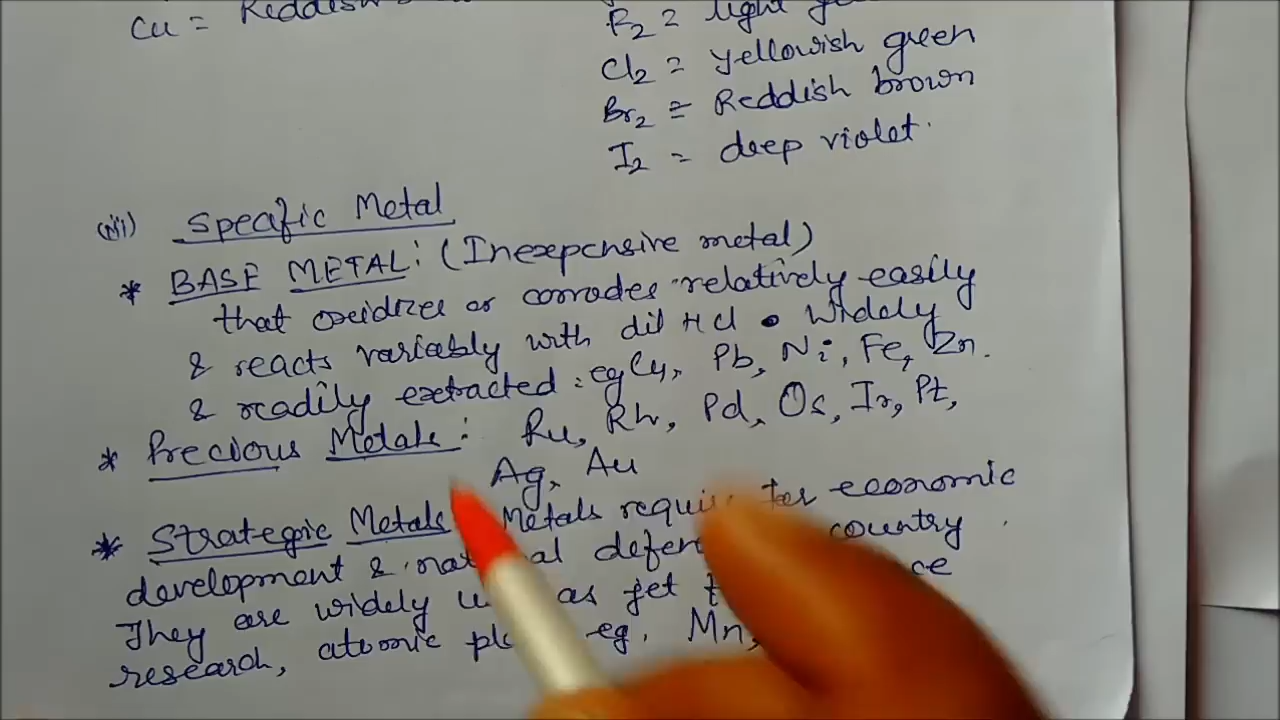 Cu = Reddish
F2 = light
Cl2 = Yellowish green
Br2 = Reddish brown
I2 = deep violet.
(iii) Specific Metal
* BASE METAL: (Inexpensive metal)
that oxidizes or corrodes relatively easily
& reacts variably with dil HCl. Widely
& readily extracted: eg Cu, Pb, Ni, Fe, Zn.
* Precious Metals: Ru, Rh, Pd, Os, Ir, Pt,
Ag, Au
* Strategic Metals Metals require for economic
development & defen country
They are widely as jet
research, atomic eg. Mn,